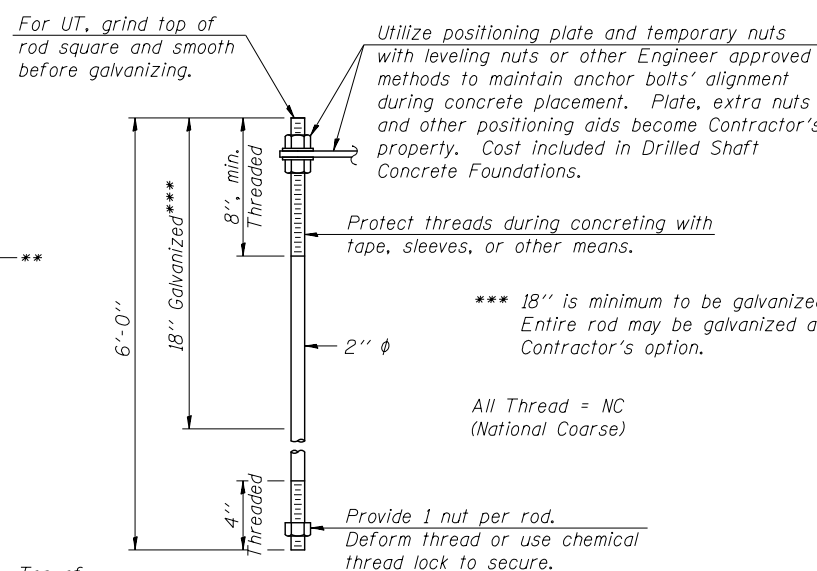 For UT, grind top of
rod square and smooth
before galvanizing.
Utilize positioning plate and temporary nuts
with leveling nuts or other Engineer approved
methods to maintain anchor bolts' alignment
during concrete placement. Plate, extra nuts
and other positioning aids become Contractor's
property. Cost included in Drilled Shaft
Concrete Foundations.
8'', min.
Threaded
18'' Galvanized***
6'-0''
**
Protect threads during concreting with
tape, sleeves, or other means.
*** 18'' is minimum to be galvanized
Entire rod may be galvanized a
Contractor's option.
2'' φ
All Thread = NC
(National Coarse)
4''
Threaded
Provide 1 nut per rod.
Deform thread or use chemical
thread lock to secure.